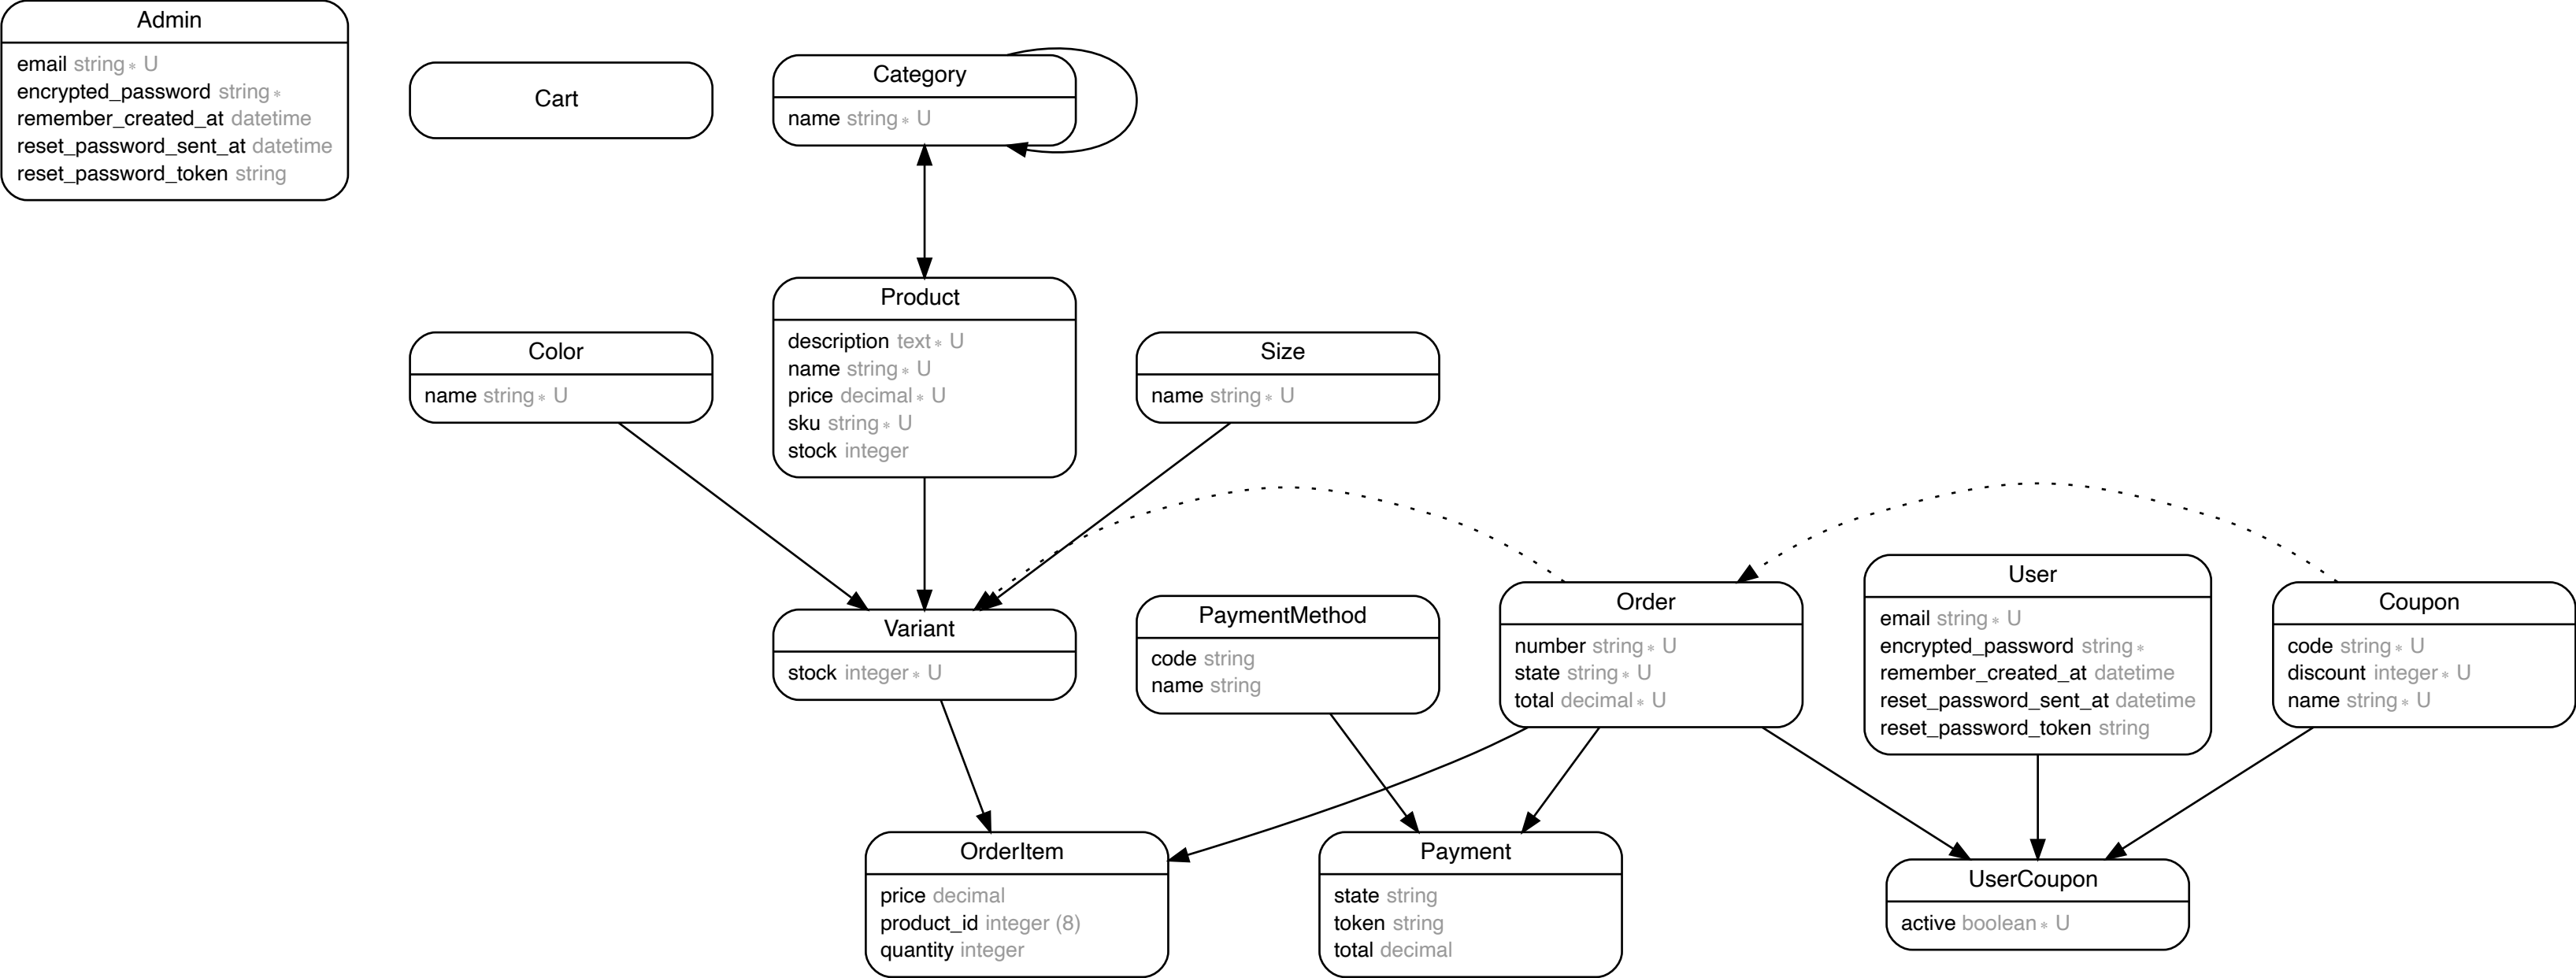 Admin
email string* U
encrypted_password string*
remember_created_at datetime
reset_password_sent_at datetime
reset_password_token string
Cart
Category
name string* U
Product
description text* U
name string* U
price decimal* U
sku string* U
stock integer
Color
name string* U
Size
name string* U
Variant
stock integer* U
PaymentMethod
code string
name string
Order
number string* U
state string* U
total decimal* U
User
email string* U
encrypted_password string*
remember_created_at datetime
reset_password_sent_at datetime
reset_password_token string
Coupon
code string* U
discount integer* U
name string* U
OrderItem
price decimal
product_id integer (8)
quantity integer
Payment
state string
token string
total decimal
UserCoupon
active boolean* U